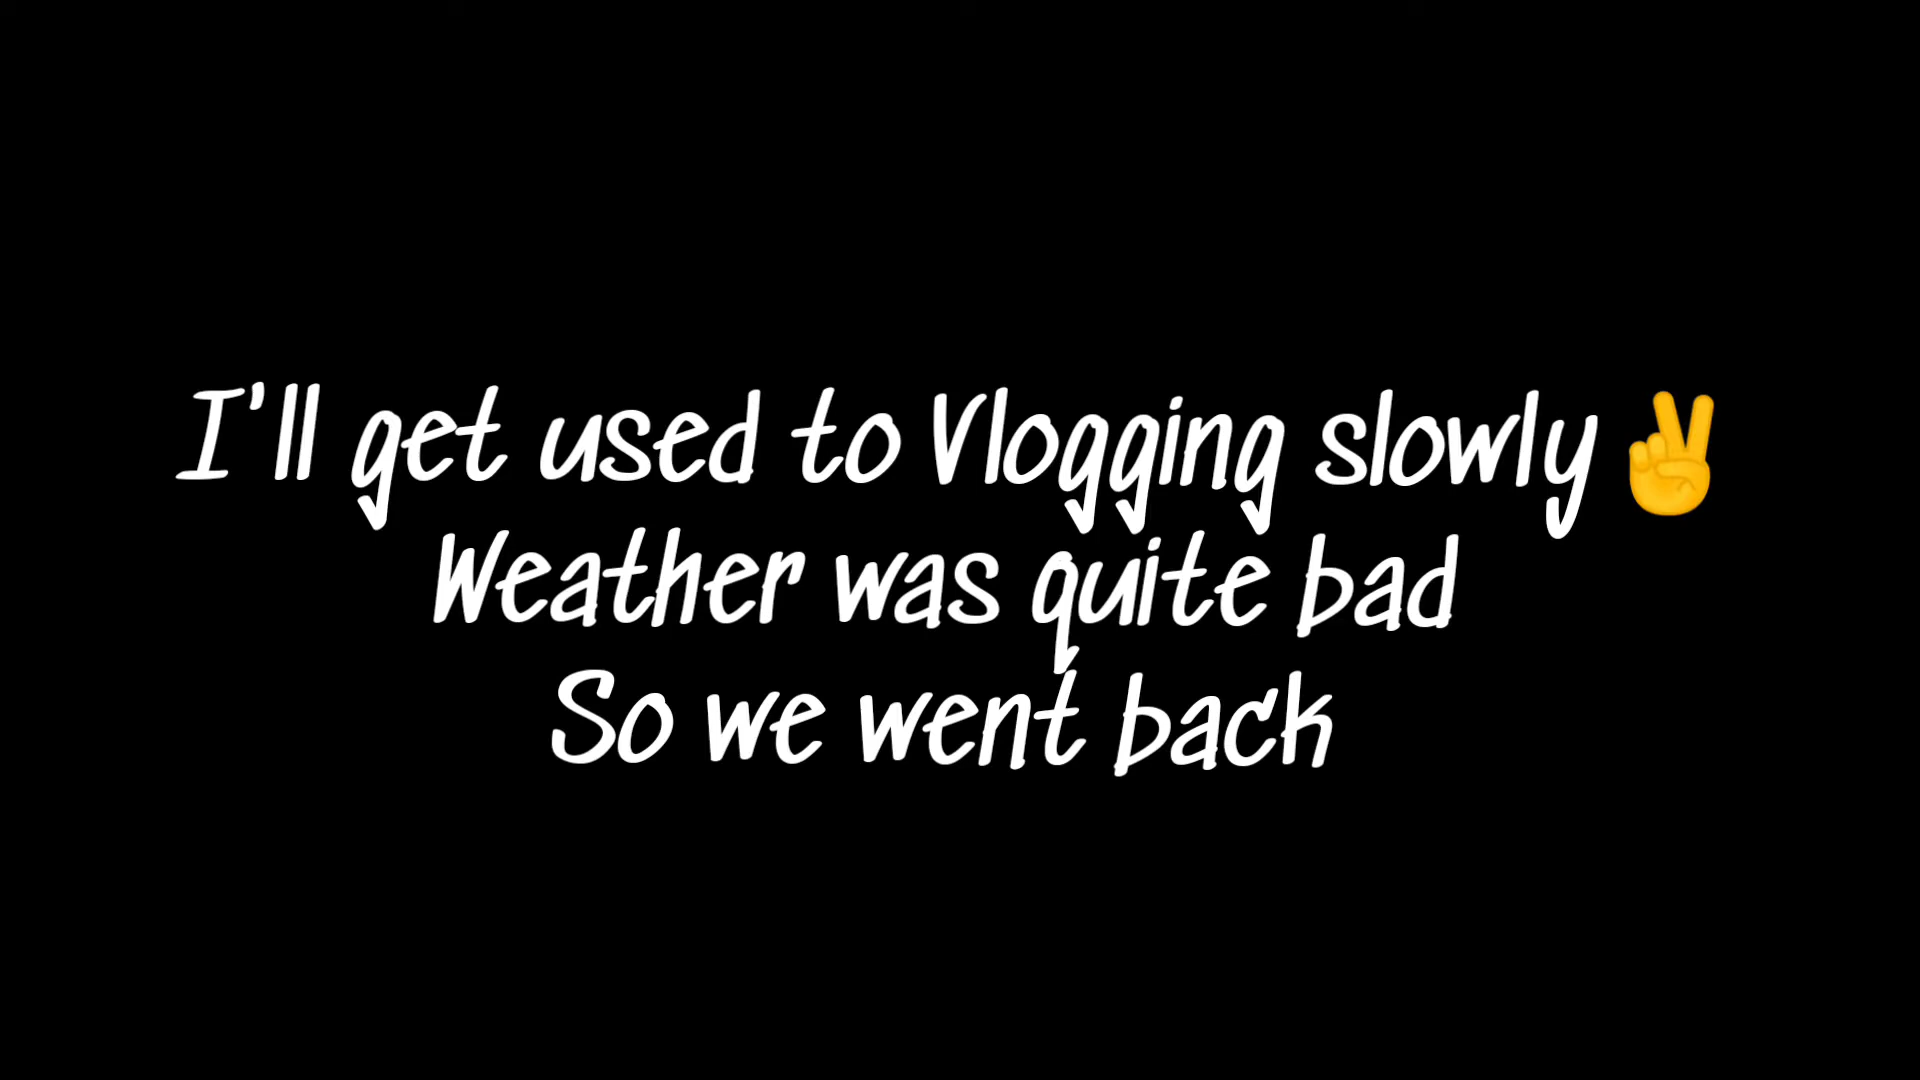 I'll get used to Vlogging slowly✌️
Weather was quite bad
So we went back